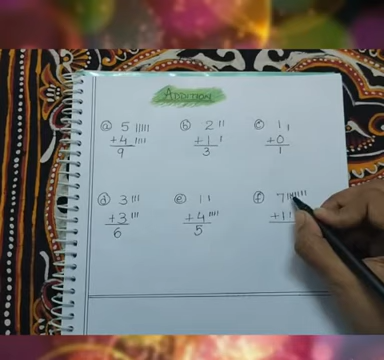 ADDITION
ⓐ 5 ||||| ⓑ 2 || ⓒ 1 |
+4 |||| +1 | +0
9 3 1
ⓓ 3 ||| ⓔ 1 | ⓕ 7 |||||||
+3 ||| +4 |||| +1 |
6 5